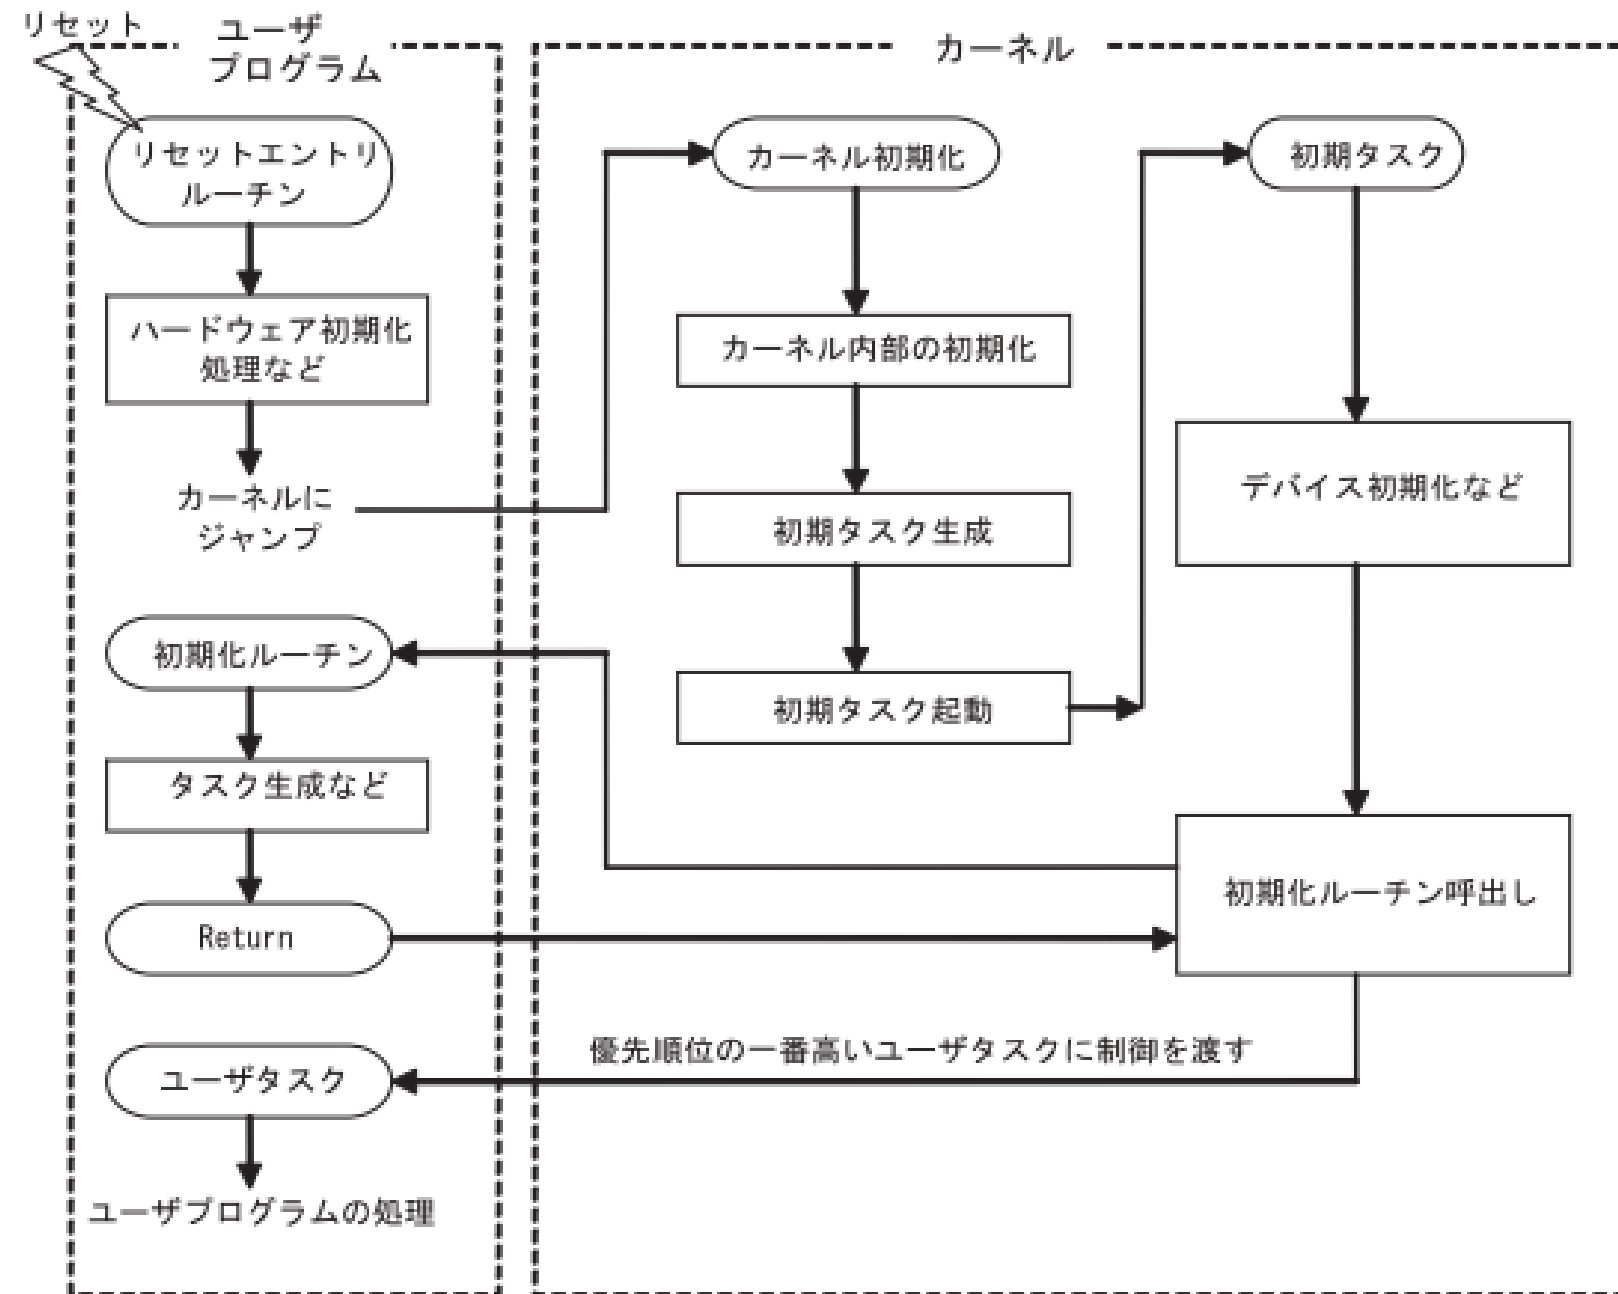 リセット
ユーザ
プログラム
リセットエントリ
ルーチン
ハードウェア初期化
処理など
カーネルに
ジャンプ
初期化ルーチン
タスク生成など
Return
ユーザタスク
ユーザプログラムの処理
カーネル
カーネル初期化
カーネル内部の初期化
初期タスク生成
初期タスク起動
初期タスク
デバイス初期化など
初期化ルーチン呼出し
優先順位の一番高いユーザタスクに制御を渡す